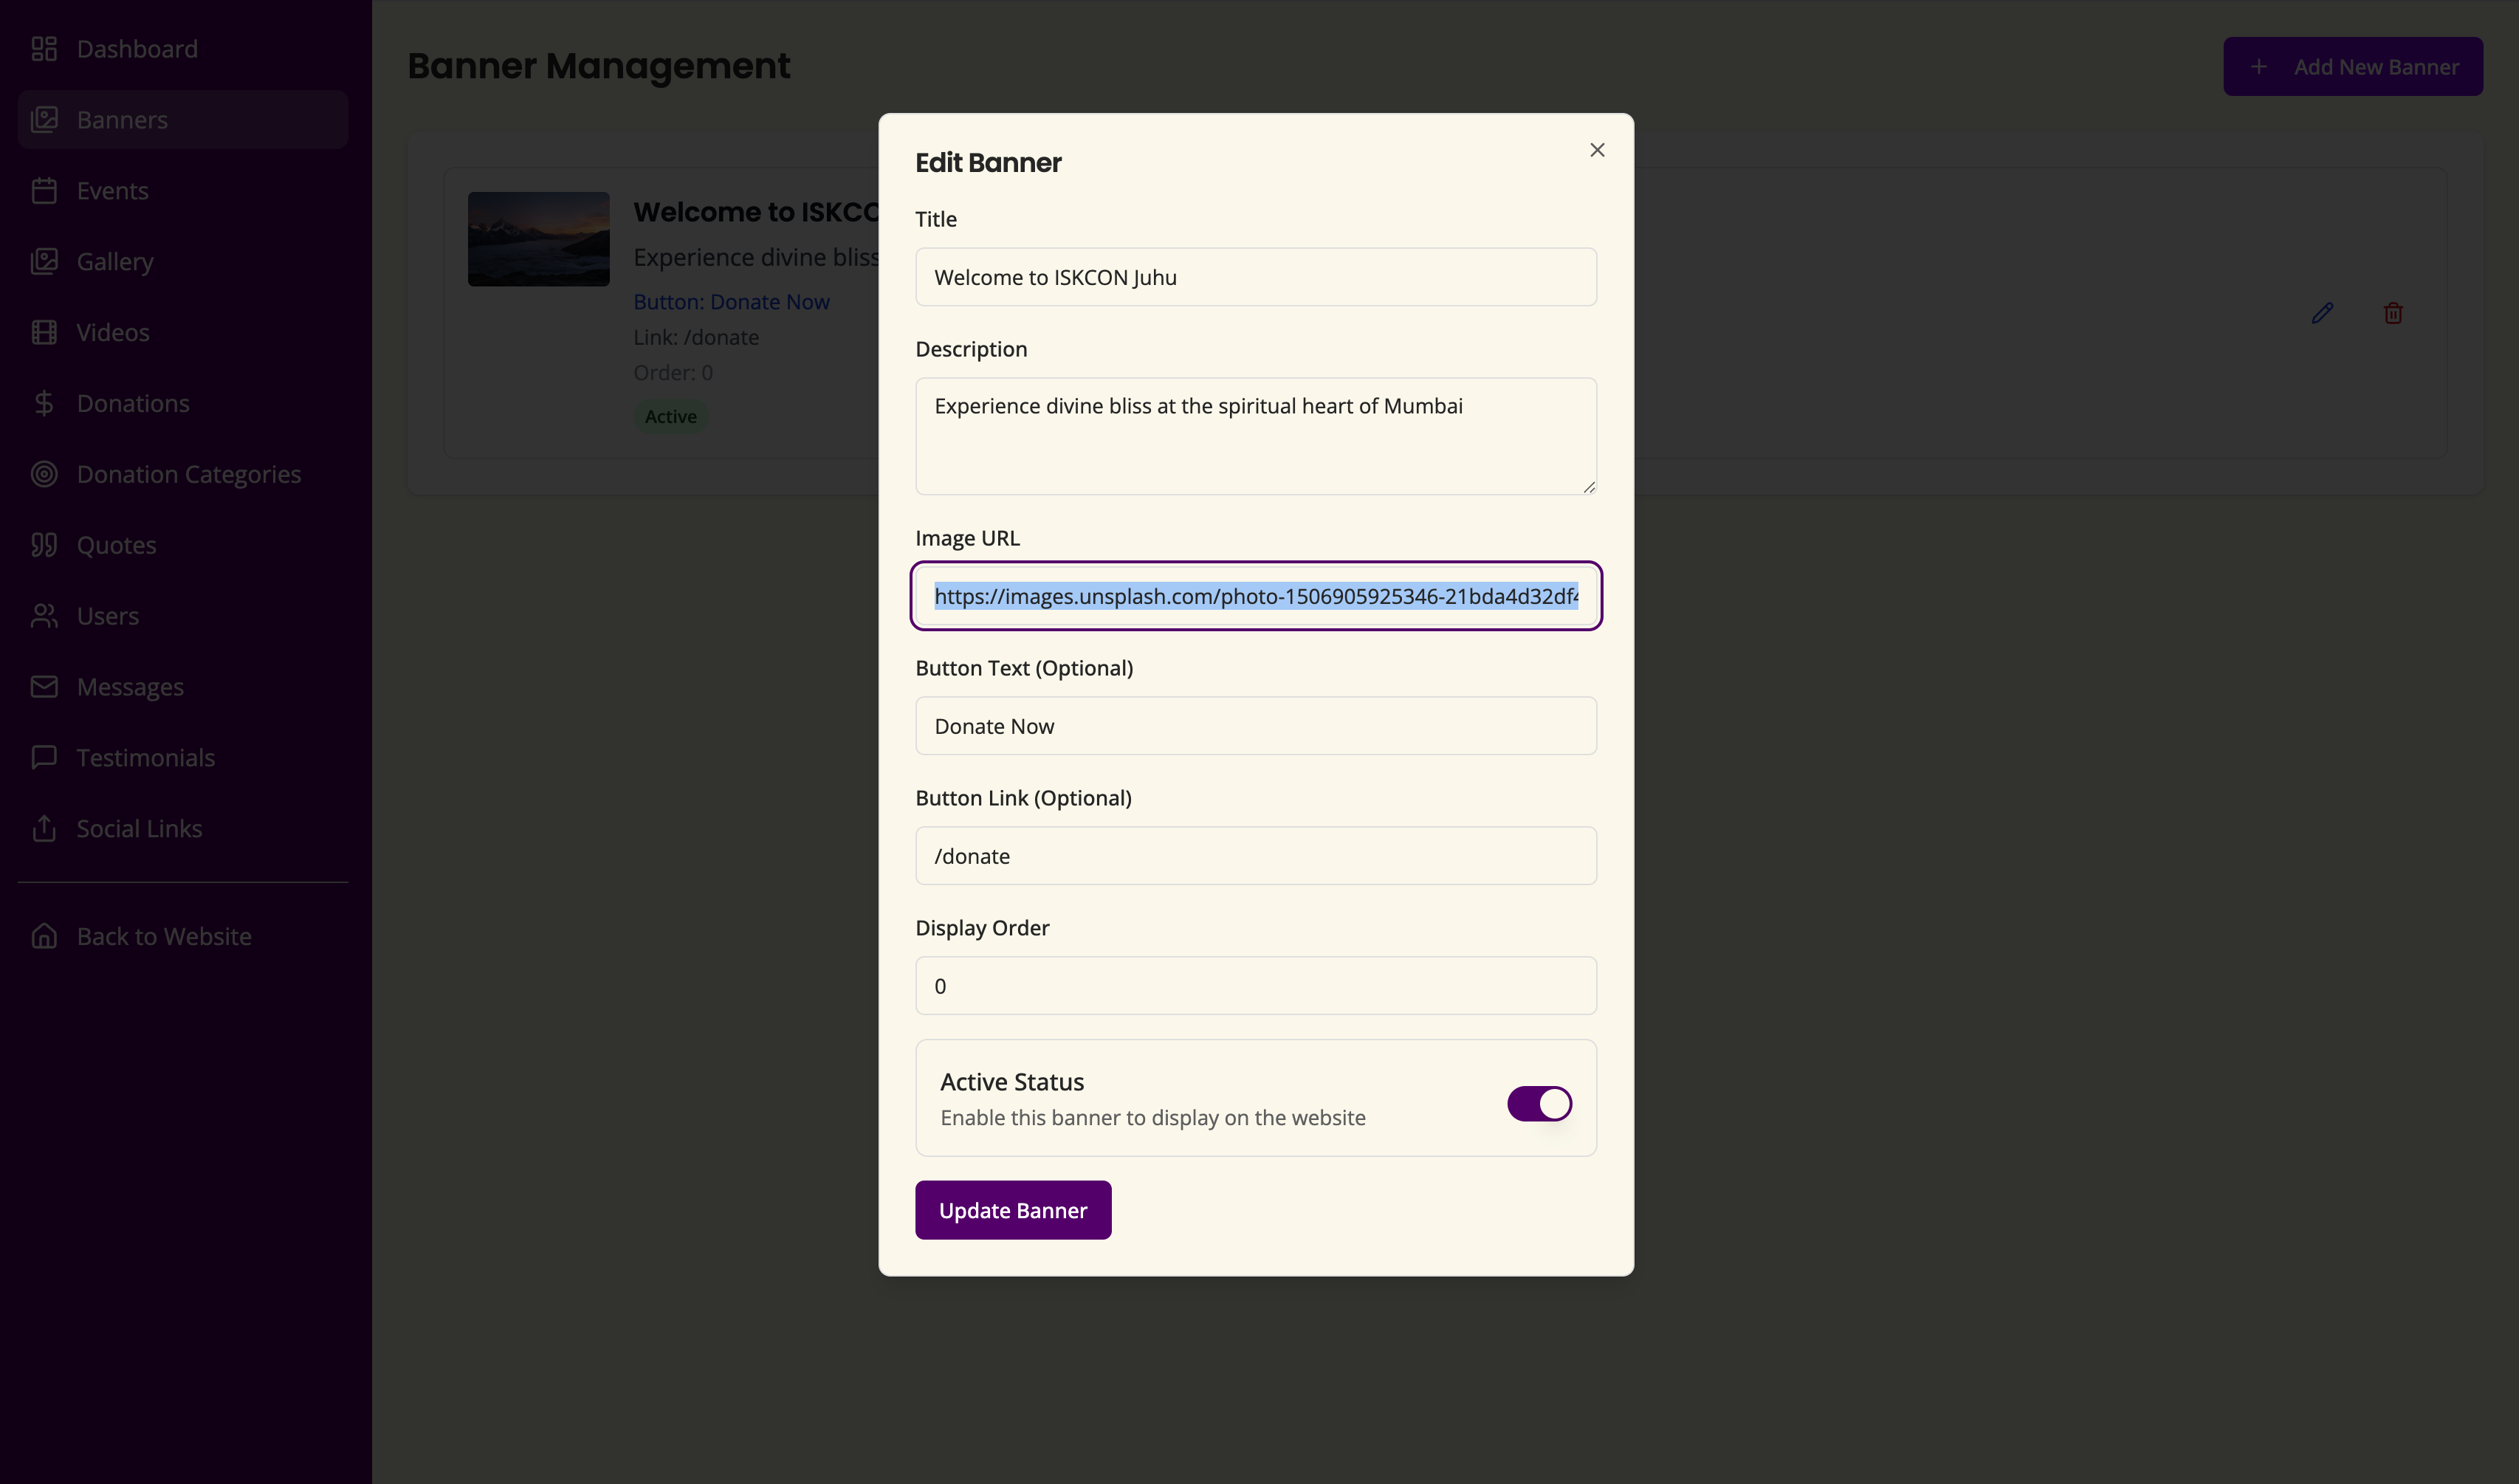 Dashboard
Banners
Events
Gallery
Videos
Donations
Donation Categories
Quotes
Users
Messages
Testimonials
Social Links
Back to Website
Banner Management
Add New Banner
Welcome to ISKC
Experience divine bliss
Button: Donate Now
Link: /donate
Order: 0
Active
Edit Banner
Title
Welcome to ISKCON Juhu
Description
Experience divine bliss at the spiritual heart of Mumbai
Image URL
https://images.unsplash.com/photo-1506905925346-21bda4d32df4
Button Text (Optional)
Donate Now
Button Link (Optional)
/donate
Display Order
0
Active Status
Enable this banner to display on the website
Update Banner